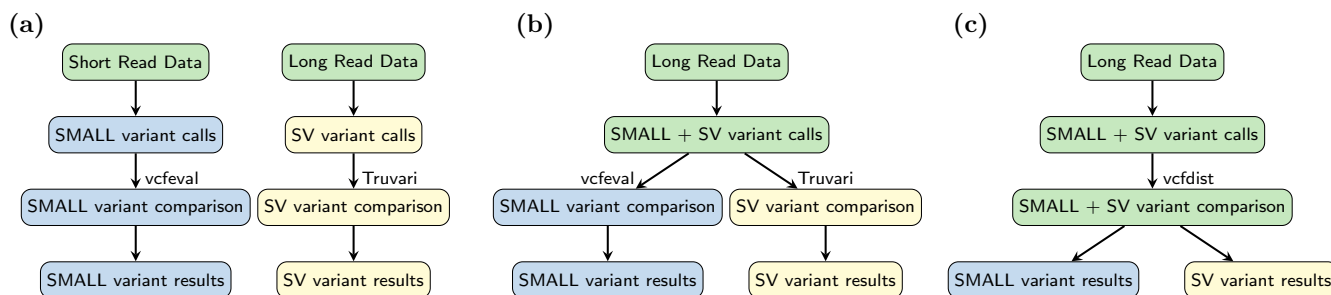 (a)
Short Read Data
Long Read Data
SMALL variant calls
SV variant calls
vcfeval
Truvari
SMALL variant comparison
SV variant comparison
SMALL variant results
SV variant results
(b)
Long Read Data
SMALL + SV variant calls
vcfeval
Truvari
SMALL variant comparison
SV variant comparison
SMALL variant results
SV variant results
(c)
Long Read Data
SMALL + SV variant calls
vcfdist
SMALL + SV variant comparison
SMALL variant results
SV variant results